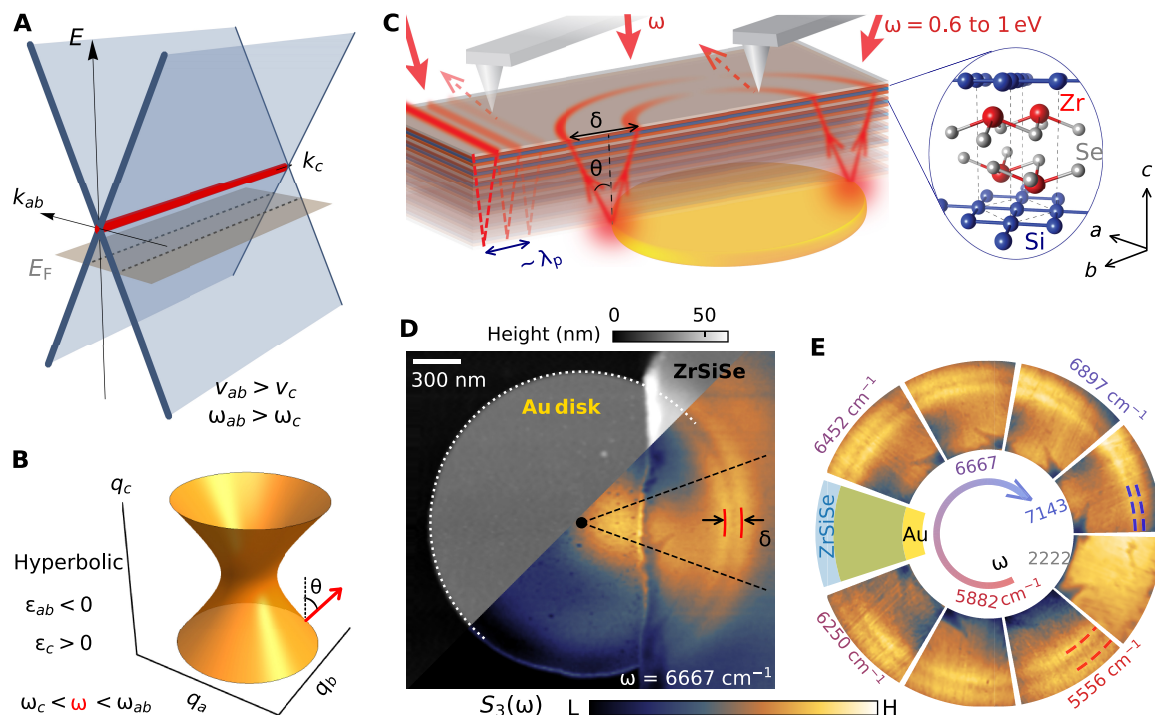 A
E
k_c
k_ab
E_F
v_ab > v_c
ω_ab > ω_c
B
q_c
Hyperbolic
ε_ab < 0
ε_c > 0
θ
q_b
q_a
ω_c < ω < ω_ab
C
ω
ω = 0.6 to 1 eV
δ
θ
~ λ_p
Zr
Se
Si
c
a
b
D
Height (nm)
0
50
300 nm
ZrSiSe
Au disk
δ
ω = 6667 cm⁻¹
S₃(ω)
L
H
E
6897 cm⁻¹
6452 cm⁻¹
6667
7143
ZrSiSe
Au
2222
ω
5882 cm⁻¹
6250 cm⁻¹
5556 cm⁻¹